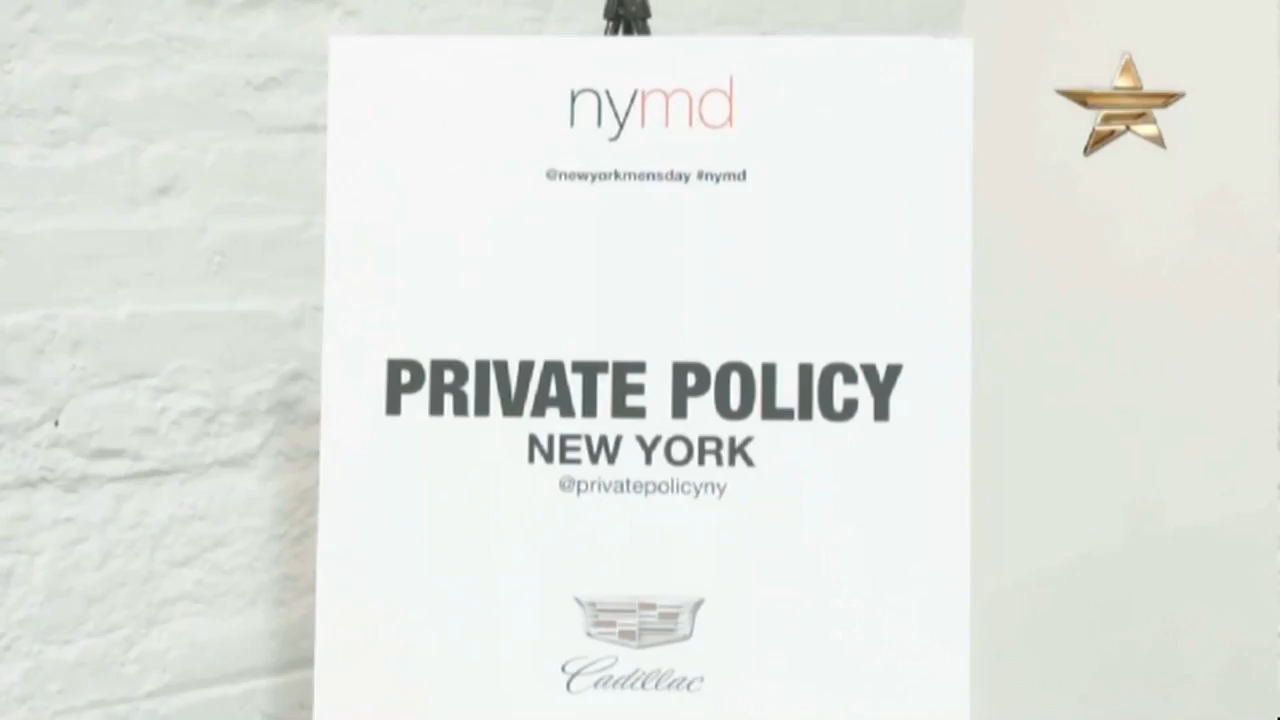 nymd
@newyorkmensday #nymd
PRIVATE POLICY
NEW YORK
@privatepolicyny
Cadillac